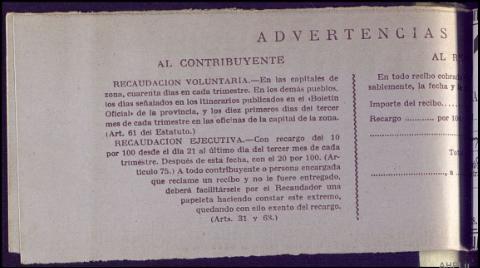 ADVERTENCIAS
AL CONTRIBUYENTE
RECAUDACION VOLUNTARIA.—En las capitales de
zona, cuarenta días en cada trimestre. En los demás pueblos,
los días señalados en los itinerarios publicados en el «Boletín
Oficial» de la provincia, y los diez primeros días del tercer
mes de cada trimestre en las oficinas de la capital de la zona.
(Art. 61 del Estatuto.)
RECAUDACION EJECUTIVA.—Con recargo del 10
por 100 desde el día 21 al último día del tercer mes de cada
trimestre. Después de esta fecha, con el 20 por 100. (Ar-
tículo 75.) A todo contribuyente o persona encargada
que reclame un recibo y no le fuere entregado,
deberá facilitársele por el Recaudador una
papeleta haciendo constar este extremo,
quedando con ello exento del recargo.
(Arts. 31 y 63.)
AL R
En todo recibo cobra
sablemente, la fecha y l
Importe del recibo....
Recargo ............ por 10
Tot
, a